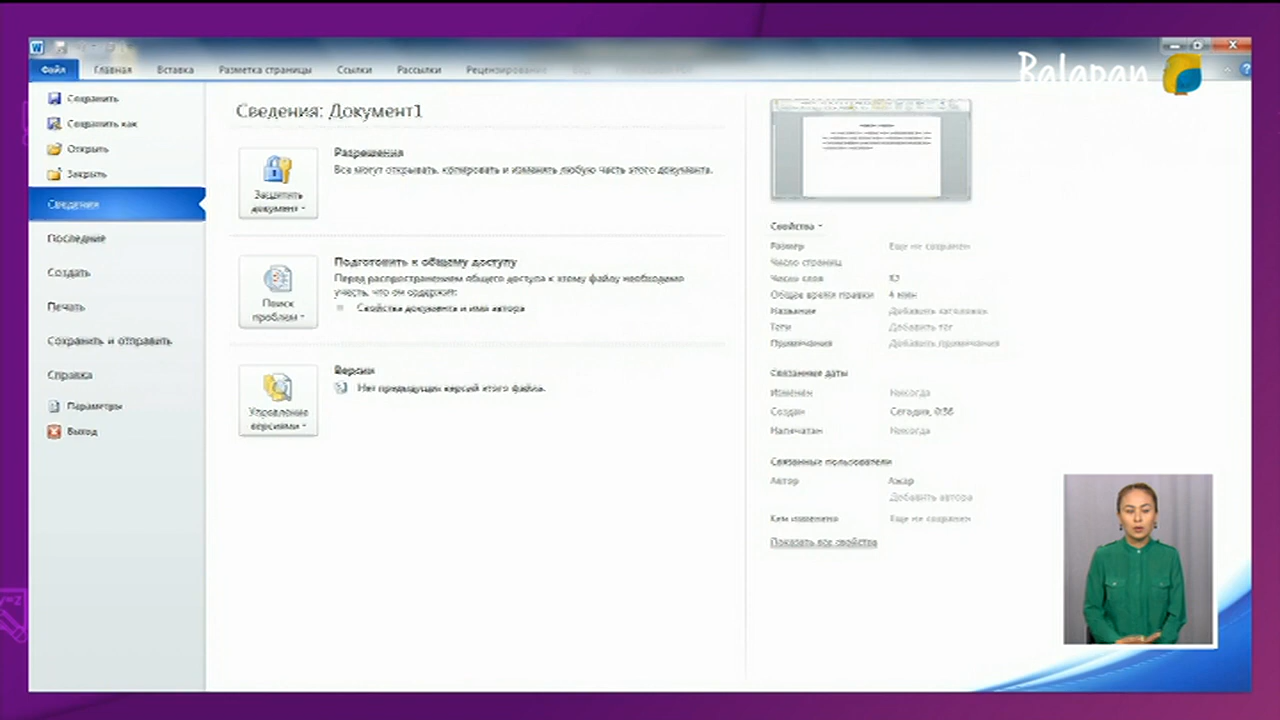 W
Файл Главная Вставка Разметка страницы Ссылки Рассылки Рецензирование
Balapan
Сохранить
Сохранить как
Открыть
Закрыть
Сведения
Последние
Создать
Печать
Сохранить и отправить
Справка
Параметры
Выход
Сведения: Документ1
Защитить
документ
Разрешения
Все могут открывать, копировать и изменять любую часть этого документа.
Поиск
проблем
Подготовить к общему доступу
Перед распространением общего доступа к этому файлу необходимо
учесть, что он содержит:
Свойства документа и имя автора
Управление
версиями
Версии
Нет предыдущих версий этого файла.
Свойства
Размер Еще не сохранен
Число страниц
Число слов
Общее время правки 4 мин
Название Добавить заголовок
Теги Добавить тег
Примечания Добавить примечания
Связанные даты
Изменен Никогда
Создан Сегодня, 0:36
Напечатан Никогда
Связанные пользователи
Автор Ажар
Добавить автора
Кем изменено Еще не сохранен
Показать все свойства